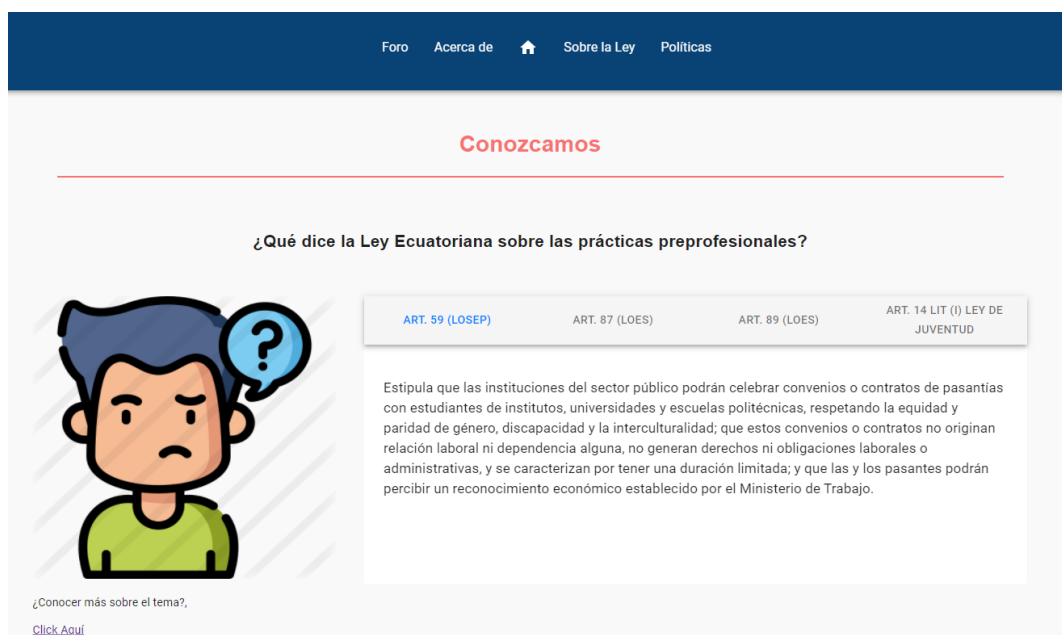 Foro Acerca de Sobre la Ley Políticas
Conozcamos
¿Qué dice la Ley Ecuatoriana sobre las prácticas preprofesionales?
ART. 59 (LOSEP) ART. 87 (LOES) ART. 89 (LOES) ART. 14 LIT (I) LEY DE
JUVENTUD
Estipula que las instituciones del sector público podrán celebrar convenios o contratos de pasantías
con estudiantes de institutos, universidades y escuelas politécnicas, respetando la equidad y
paridad de género, discapacidad y la interculturalidad; que estos convenios o contratos no originan
relación laboral ni dependencia alguna, no generan derechos ni obligaciones laborales o
administrativas, y se caracterizan por tener una duración limitada; y que las y los pasantes podrán
percibir un reconocimiento económico establecido por el Ministerio de Trabajo.
?
¿Conocer más sobre el tema?,
Click Aquí